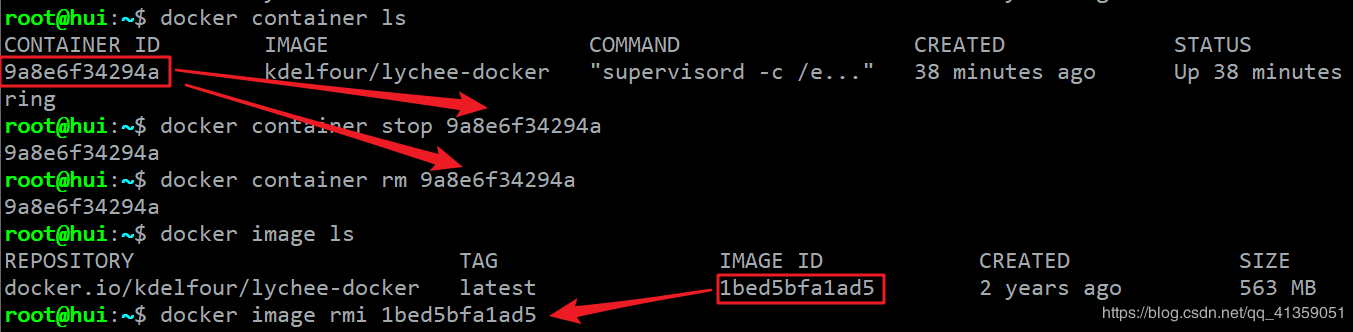 root@hui:~$ docker container ls
CONTAINER ID IMAGE COMMAND CREATED STATUS
9a8e6f34294a kdelfour/lychee-docker "supervisord -c /e..." 38 minutes ago Up 38 minutes
ring
root@hui:~$ docker container stop 9a8e6f34294a
9a8e6f34294a
root@hui:~$ docker container rm 9a8e6f34294a
9a8e6f34294a
root@hui:~$ docker image ls
REPOSITORY TAG IMAGE ID CREATED SIZE
docker.io/kdelfour/lychee-docker latest 1bed5bfa1ad5 2 years ago 563 MB
root@hui:~$ docker image rmi 1bed5bfa1ad5
https://blog.csdn.net/qq_41359051